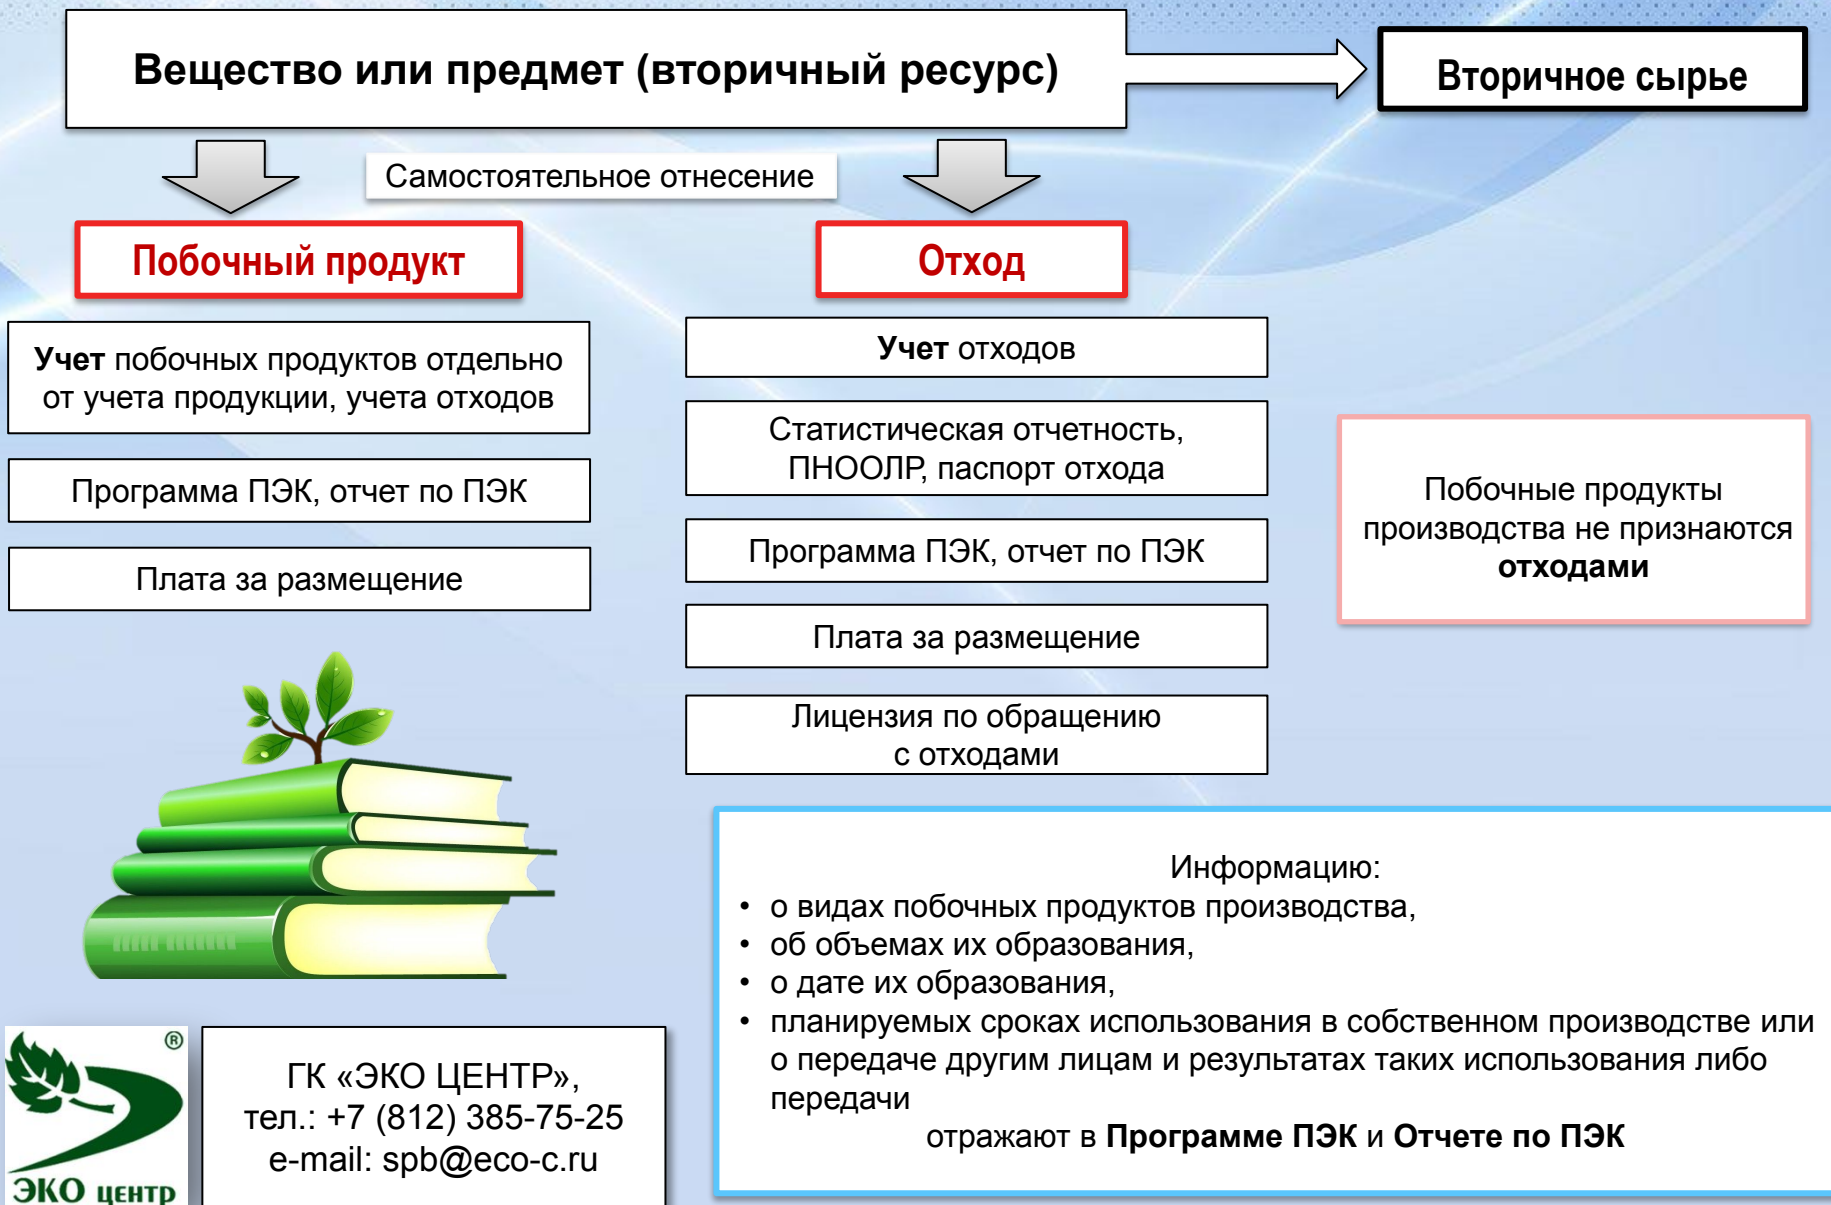 Вещество или предмет (вторичный ресурс)
Вторичное сырье
Самостоятельное отнесение
Побочный продукт
Отход
Учет побочных продуктов отдельно
от учета продукции, учета отходов
Программа ПЭК, отчет по ПЭК
Плата за размещение
Учет отходов
Статистическая отчетность,
ПНООЛР, паспорт отхода
Программа ПЭК, отчет по ПЭК
Плата за размещение
Лицензия по обращению
с отходами
Побочные продукты
производства не признаются
отходами
Информацию:
• о видах побочных продуктов производства,
• об объемах их образования,
• о дате их образования,
• планируемых сроках использования в собственном производстве или
о передаче другим лицам и результатах таких использования либо
передачи
отражают в Программе ПЭК и Отчете по ПЭК
®
ЭКО центр
ГК «ЭКО ЦЕНТР»,
тел.: +7 (812) 385-75-25
e-mail: spb@eco-c.ru